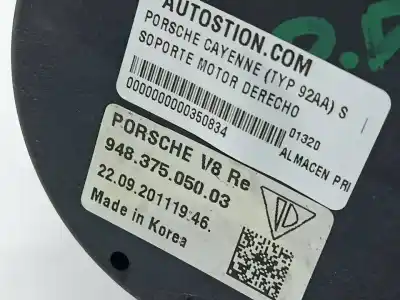 AUTOSTION.COM
PORSCHE CAYENNE (TYP 92AA) S
SOPORTE MOTOR DERECHO
01320
0000000000350834
ALMACEN PRI
PORSCHE V8 Re
948.375.050.03
22.09.201119:46.
Made in Korea